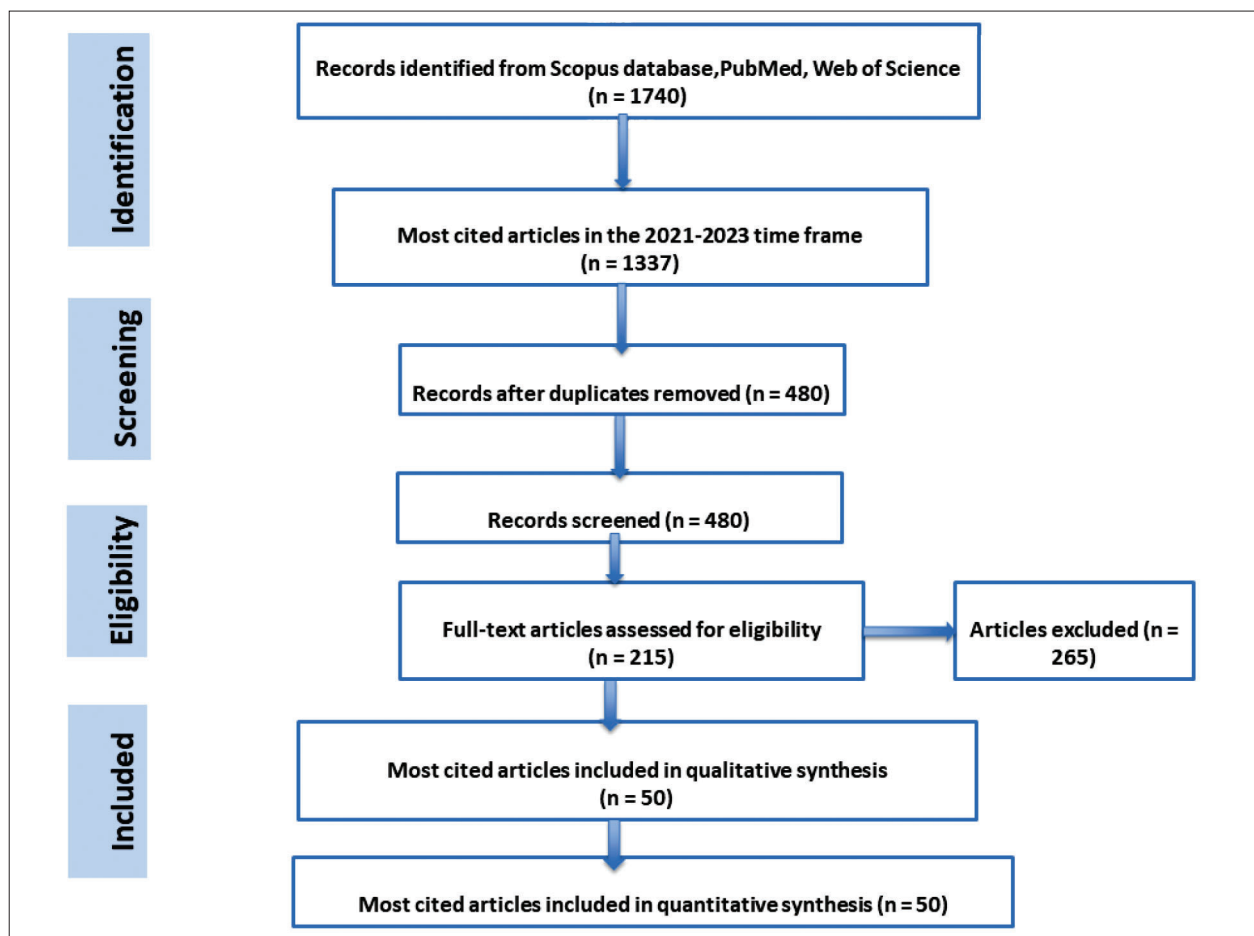 Identification
Records identified from Scopus database,PubMed, Web of Science
(n = 1740)
Most cited articles in the 2021-2023 time frame
(n = 1337)
Screening
Records after duplicates removed (n = 480)
Records screened (n = 480)
Eligibility
Full-text articles assessed for eligibility
(n = 215)
Articles excluded (n =
265)
Included
Most cited articles included in qualitative synthesis
(n = 50)
Most cited articles included in quantitative synthesis (n = 50)